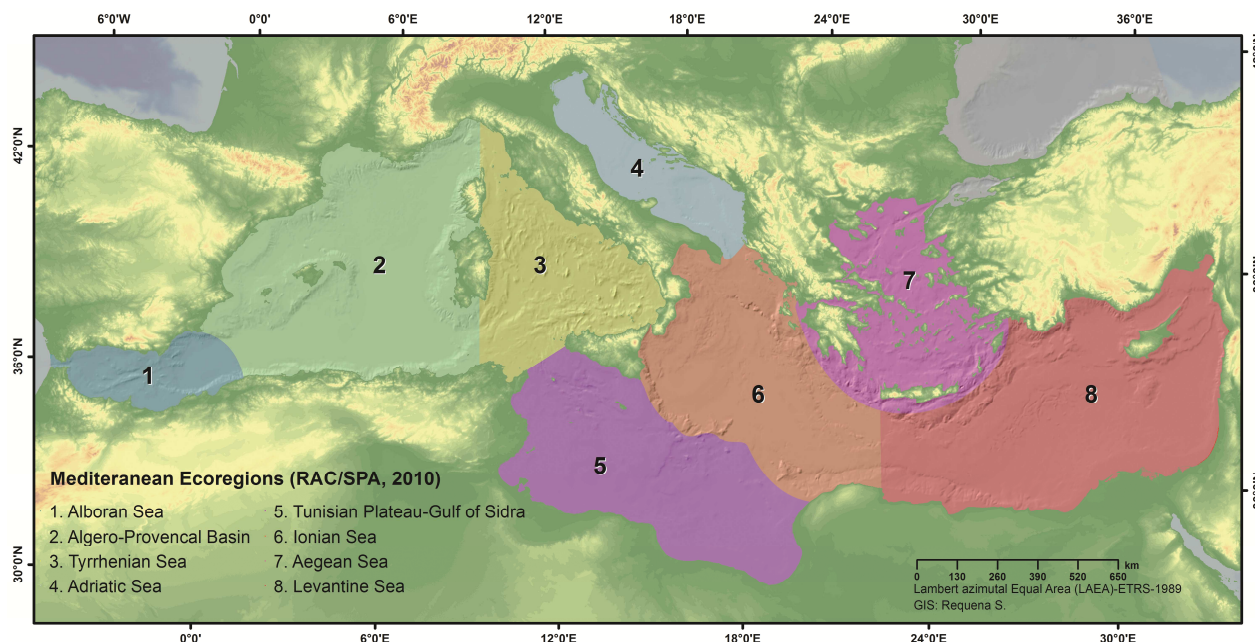 6°0'W 0°0' 6°0'E 12°0'E 18°0'E 24°0'E 30°0'E 36°0'E
42°0'N
36°0'N
30°0'N
1
2
3
4
5
6
7
8
Mediteranean Ecoregions (RAC/SPA, 2010)
1. Alboran Sea
2. Algero-Provencal Basin
3. Tyrrhenian Sea
4. Adriatic Sea
5. Tunisian Plateau-Gulf of Sidra
6. Ionian Sea
7. Aegean Sea
8. Levantine Sea
km
0 130 260 390 520 650
Lambert azimutal Equal Area (LAEA)-ETRS-1989
GIS: Requena S.
0°0' 6°0'E 12°0'E 18°0'E 24°0'E 30°0'E